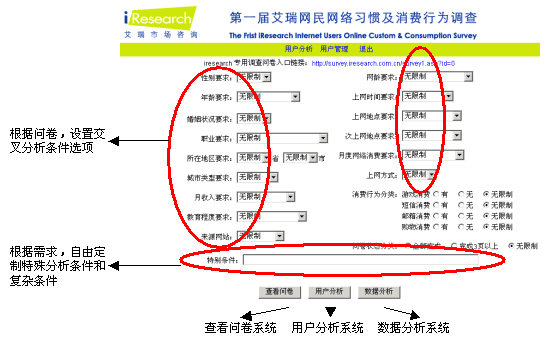 iResearch
艾瑞市场咨询
第一届艾瑞网民网络习惯及消费行为调查
The Frist iResearch Internet Users Online Custom & Consumption Survey
用户分析 用户管理 退出
iresearch 专用调查问卷入口链接: http://survey.iresearch.com.cn/survey1.asp?id=0
性别要求: 无限制 网龄要求: 无限制
年龄要求: 无限制 上网时间要求: 无限制
婚姻状况要求: 无限制 上网地点要求: 无限制
职业要求: 无限制 次上网地点要求: 无限制
所在地区要求: 无限制 省 无限制 市 月度网络消费要求: 无限制
城市类型要求: 无限制 上网方式: 无限制
月收入要求: 无限制 消费行为分类: 游戏消费 有 无 无限制
短信消费 有 无 无限制
教育程度要求: 无限制 邮箱消费 有 无 无限制
购物消费 有 无 无限制
来源网站: 无限制
完成3页以上 无限制
特别条件:
查看问卷 用户分析 数据分析
查看问卷系统 用户分析系统 数据分析系统
根据问卷，设置交
叉分析条件选项
根据需求，自由定
制特殊分析条件和
复杂条件